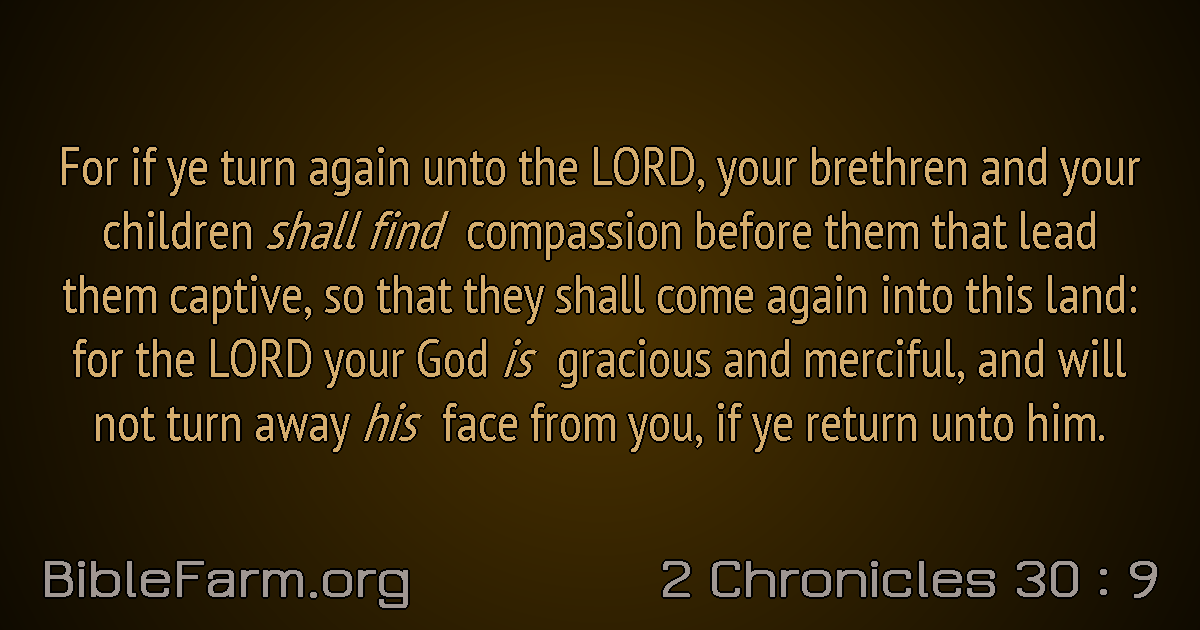 For if ye turn again unto the LORD, your brethren and your
children shall find compassion before them that lead
them captive, so that they shall come again into this land:
for the LORD your God is gracious and merciful, and will
not turn away his face from you, if ye return unto him.
BibleFarm.org
2 Chronicles 30 : 9